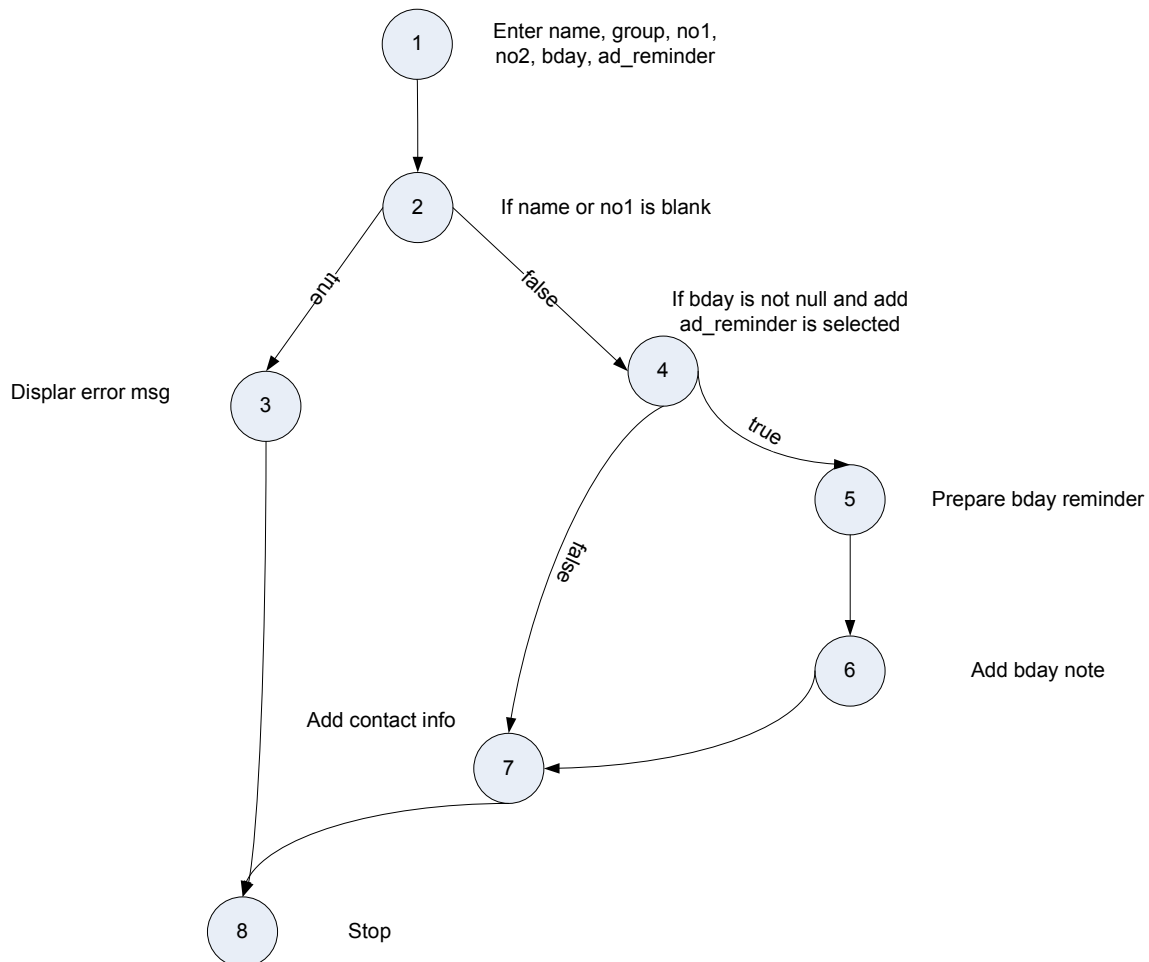 1
Enter name, group, no1,
no2, bday, ad_reminder
2
If name or no1 is blank
true
false
If bday is not null and add
ad_reminder is selected
4
Displar error msg
3
true
5
Prepare bday reminder
false
6
Add bday note
Add contact info
7
8
Stop